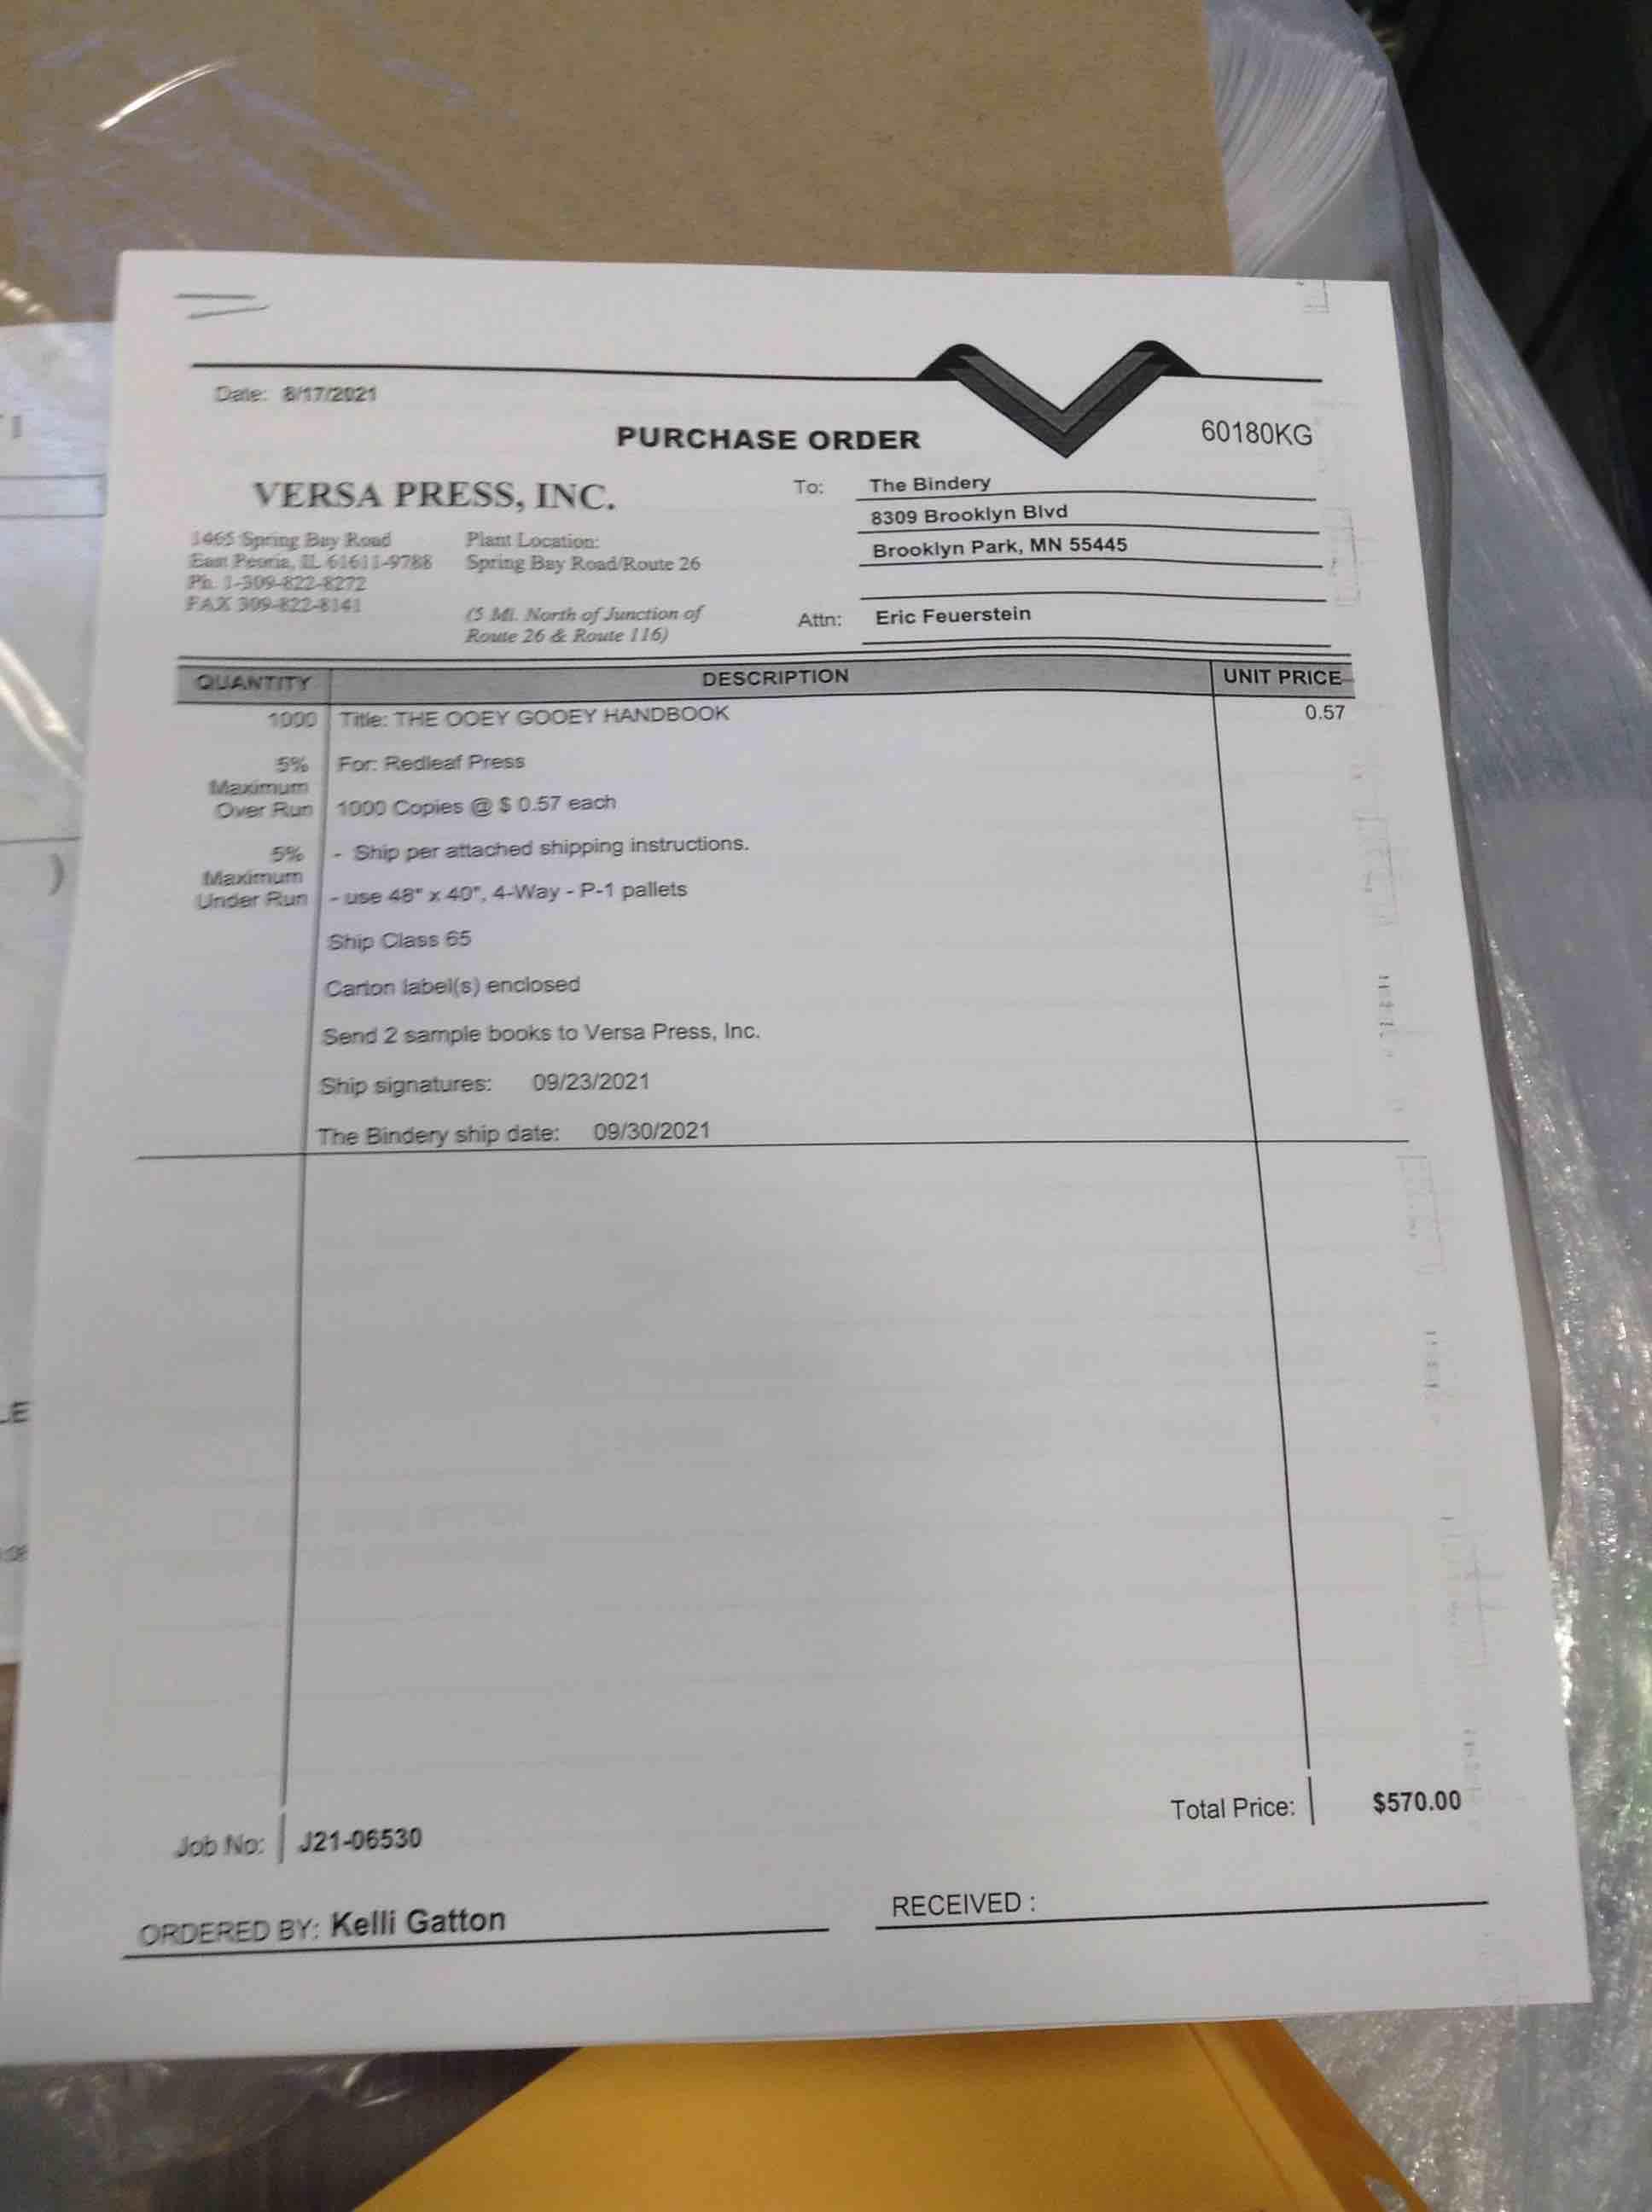 Date: 8/17/2021
PURCHASE ORDER
60180KG
VERSA PRESS, INC.
1465 Spring Bay Road
East Peoria, IL 61611-9788
Ph. 1-309-822-8272
FAX 309-822-8141
Plant Location:
Spring Bay Road/Route 26
(5 Mi. North of Junction of
Route 26 & Route 116)
To: The Bindery
8309 Brooklyn Blvd
Brooklyn Park, MN 55445
Attn: Eric Feuerstein
QUANTITY DESCRIPTION UNIT PRICE
1000 Title: THE OOEY GOOEY HANDBOOK 0.57
5% For: Redleaf Press
Maximum
Over Run 1000 Copies @ $ 0.57 each
5% - Ship per attached shipping instructions.
Maximum
Under Run - use 48" x 40", 4-Way - P-1 pallets
Ship Class 65
Carton label(s) enclosed
Send 2 sample books to Versa Press, Inc.
Ship signatures: 09/23/2021
The Bindery ship date: 09/30/2021
Total Price: $570.00
Job No: J21-06530
ORDERED BY: Kelli Gatton
RECEIVED :